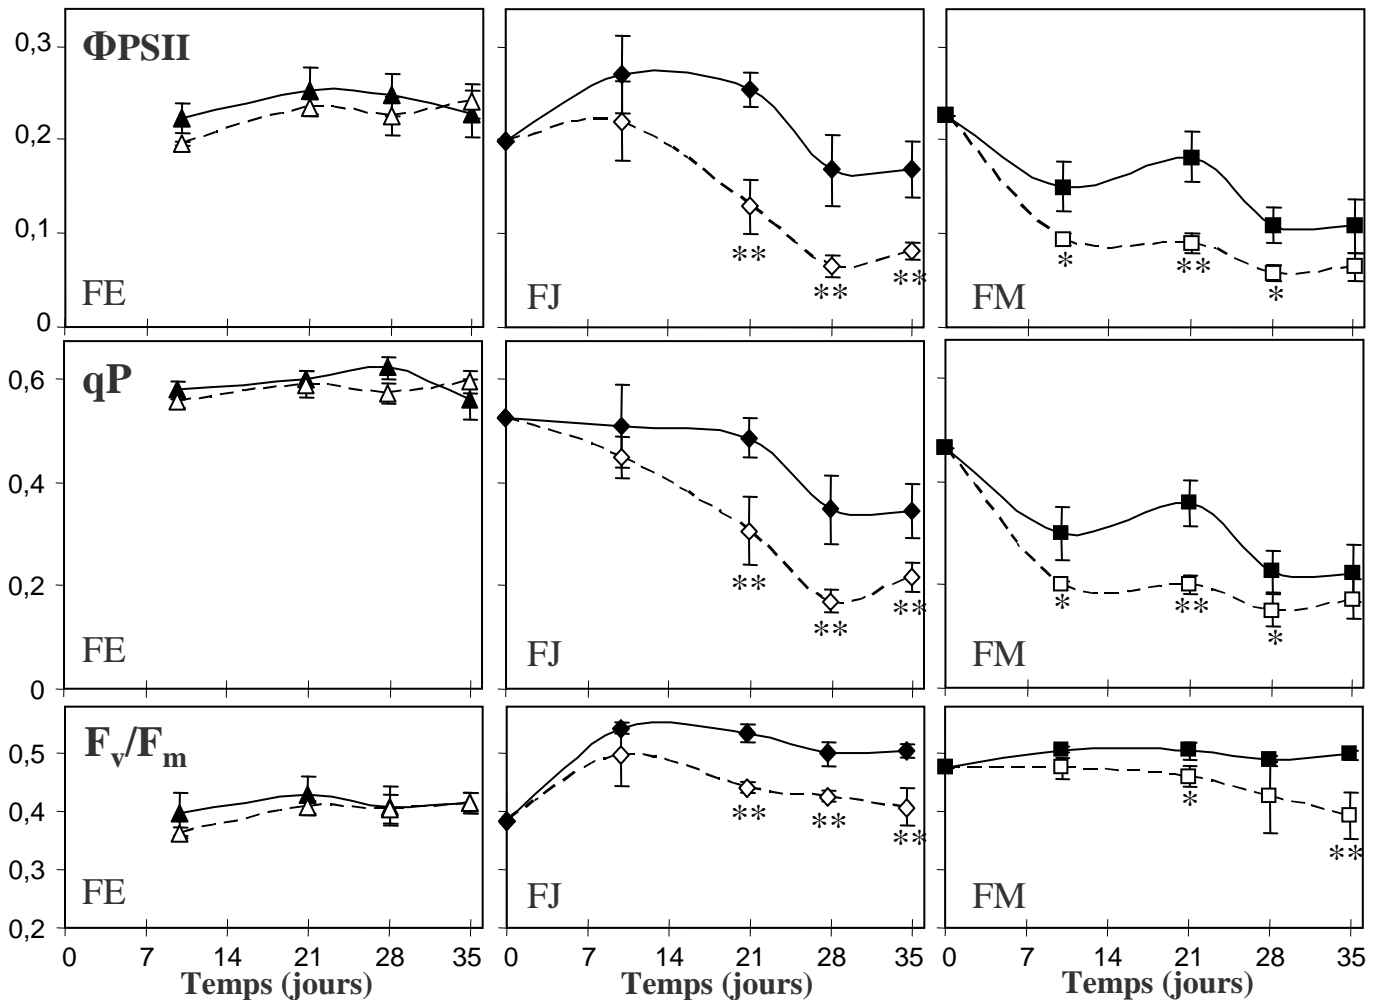 ΦPSII
0,3
0,2
0,1
0
FE
FJ
FM
** ** **
* ** *
qP
0,6
0,4
0,2
0
FE
FJ
FM
** ** **
* ** *
Fv/Fm
0,5
0,4
0,3
0,2
FE
FJ
FM
** ** **
* **
0 7 14 21 28 35
0 7 14 21 28 35
0 7 14 21 28 35
Temps (jours)
Temps (jours)
Temps (jours)